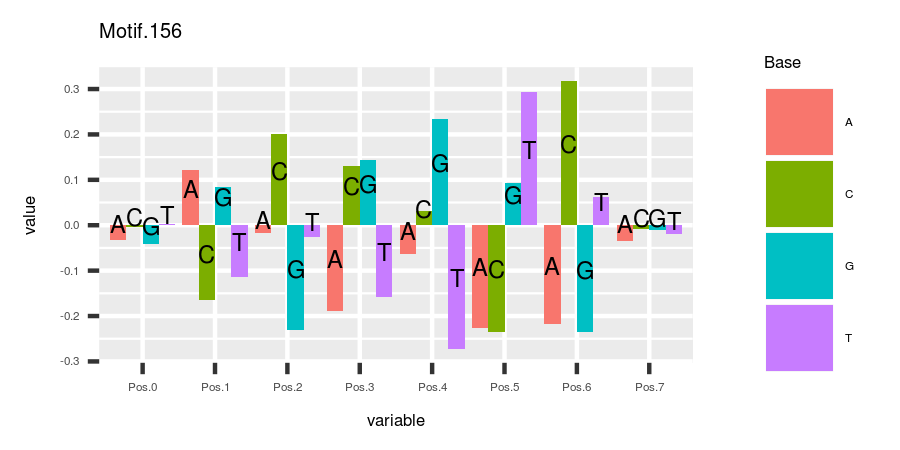 Motif.156
Base
A
C
G
T
value
0.3
0.2
0.1
0.0
-0.1
-0.2
-0.3
A C G T A C G T A C G T A C G T A C G T A C G T A C G T A C G T
Pos.0 Pos.1 Pos.2 Pos.3 Pos.4 Pos.5 Pos.6 Pos.7
variable